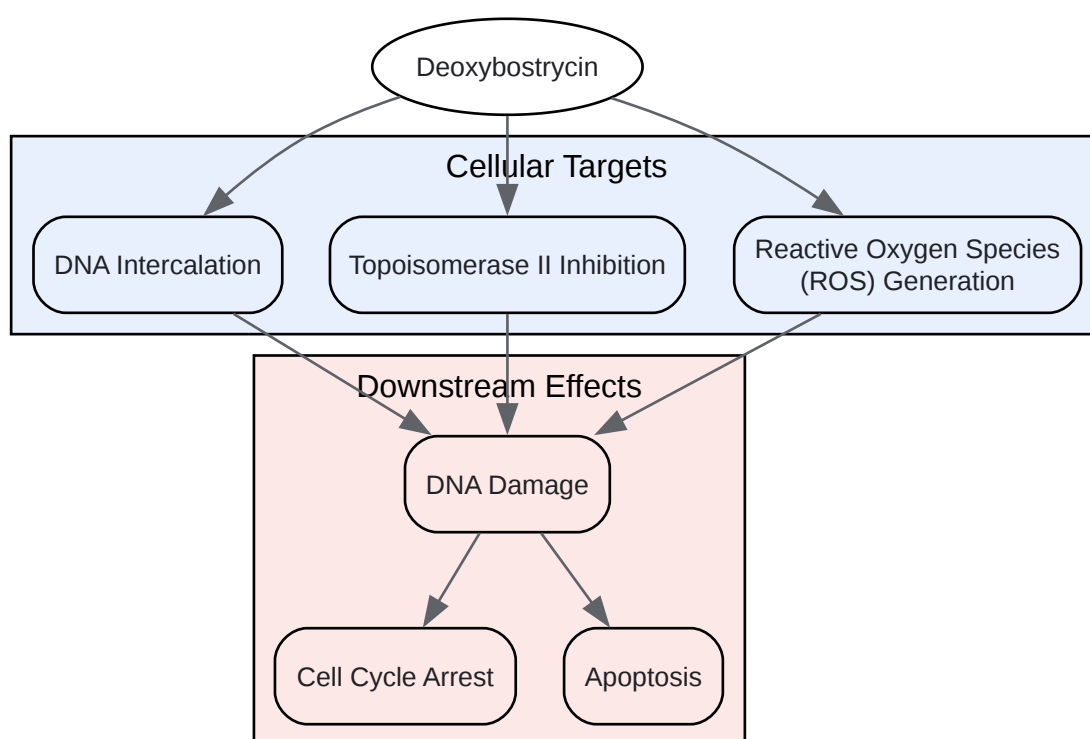 Deoxybostrycin
Cellular Targets
DNA Intercalation
Topoisomerase II Inhibition
Reactive Oxygen Species
(ROS) Generation
Downstream Effects
DNA Damage
Cell Cycle Arrest
Apoptosis